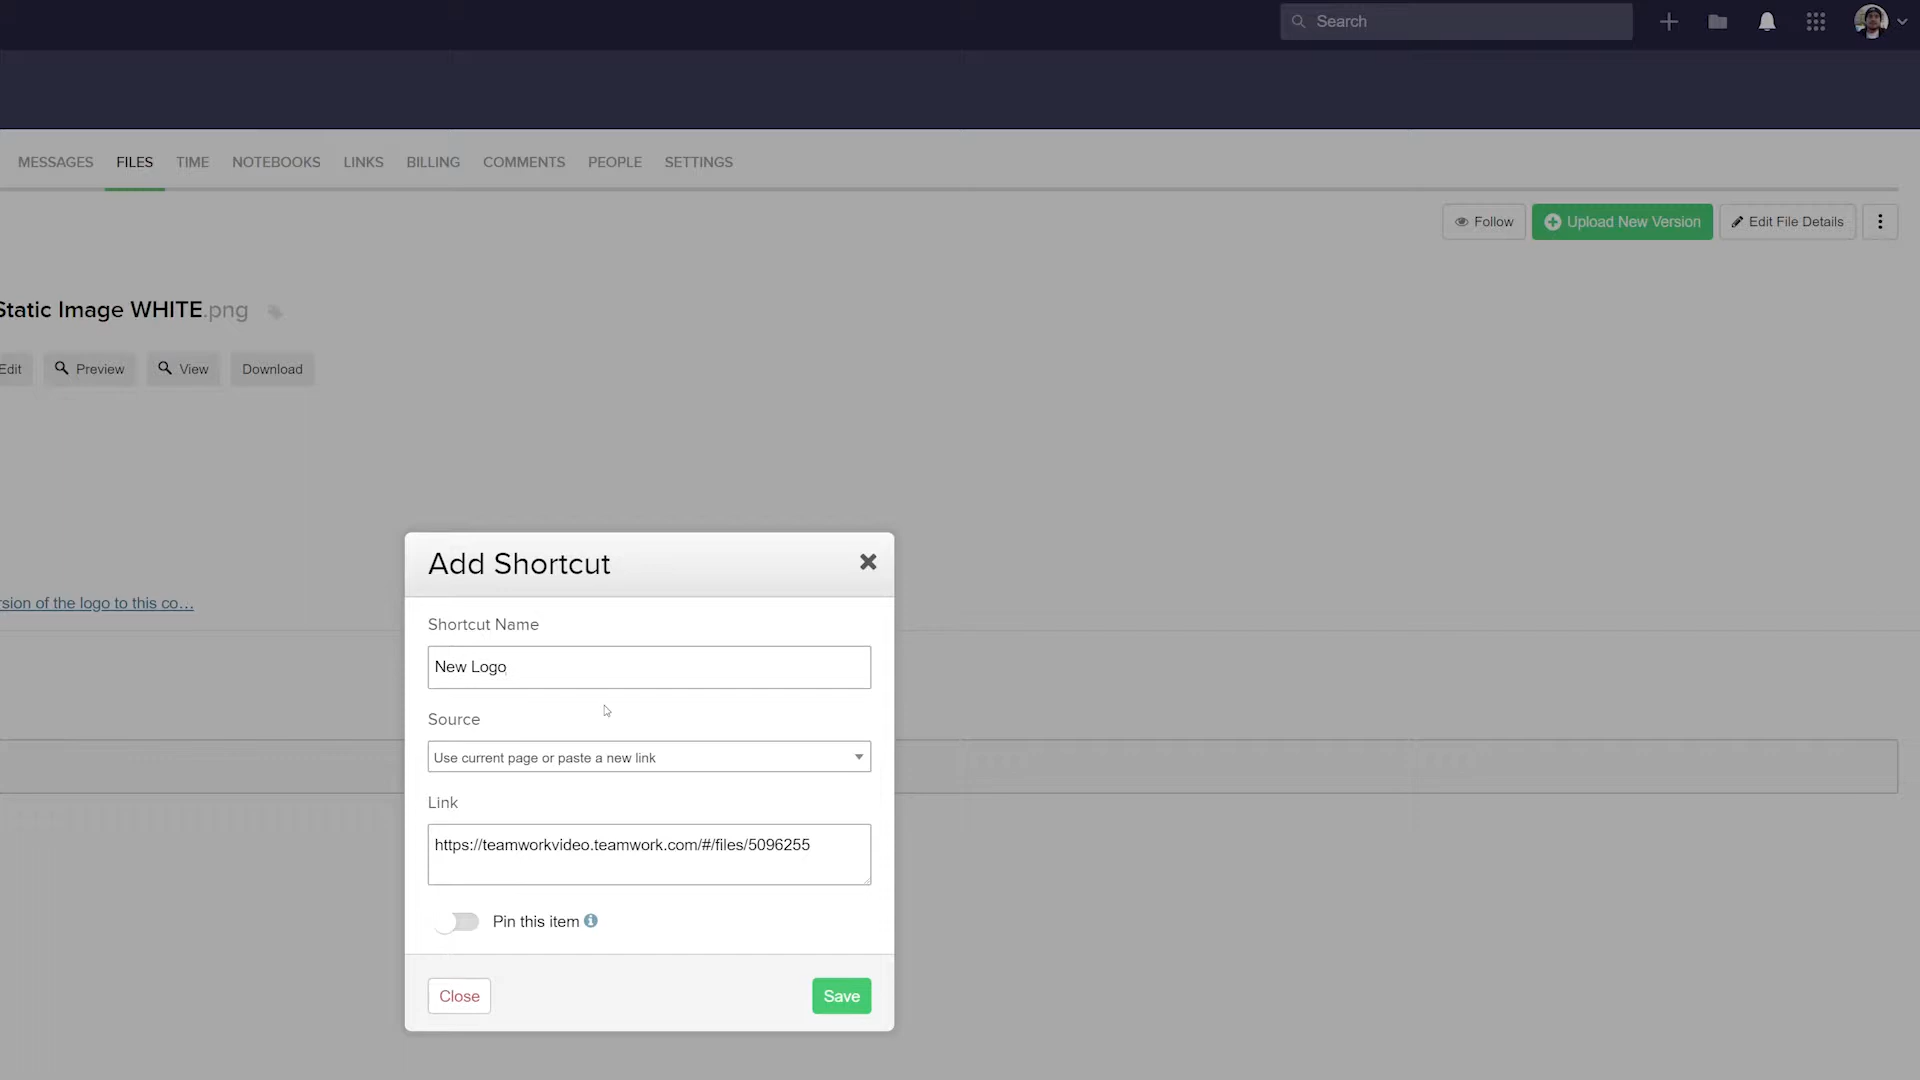 Search
MESSAGES FILES TIME NOTEBOOKS LINKS BILLING COMMENTS PEOPLE SETTINGS
Follow Upload New Version Edit File Details
Static Image WHITE.png
Edit Preview View Download
rsion of the logo to this co…
Add Shortcut
Shortcut Name
New Logo
Source
Use current page or paste a new link
Link
https://teamworkvideo.teamwork.com/#/files/5096255
Pin this item
Close Save